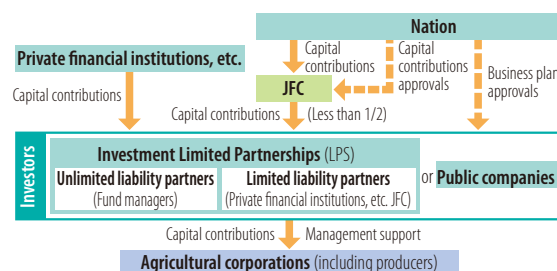 Nation
Private financial institutions, etc.
Capital
contributions
Capital
contributions
approvals
Business plan
approvals
JFC
Capital contributions
Capital contributions (Less than 1/2)
Investors
Investment Limited Partnerships (LPS)
Unlimited liability partners
(Fund managers)
Limited liability partners
(Private financial institutions, etc. JFC)
or Public companies
Capital contributions Management support
Agricultural corporations (including producers)